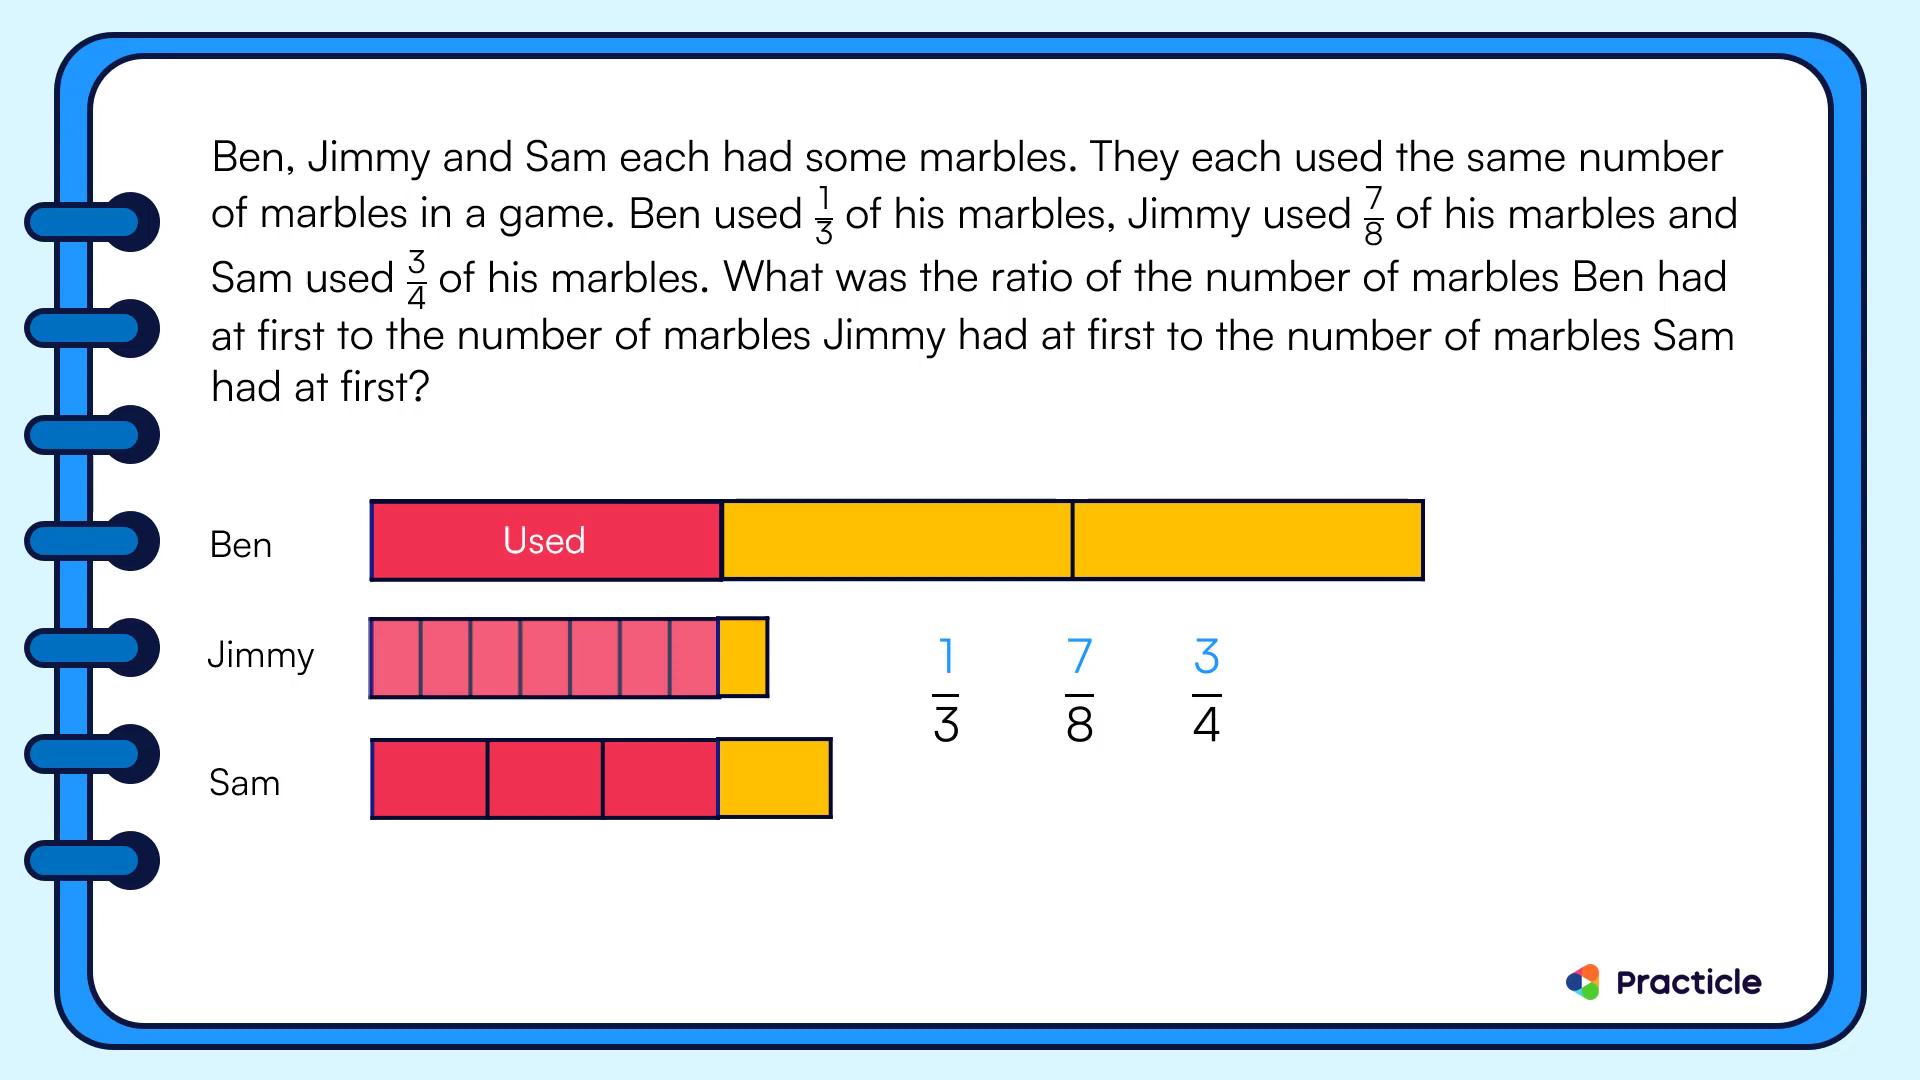 Ben, Jimmy and Sam each had some marbles. They each used the same number
of marbles in a game. Ben used 1/3 of his marbles, Jimmy used 7/8 of his marbles and
Sam used 3/4 of his marbles. What was the ratio of the number of marbles Ben had
at first to the number of marbles Jimmy had at first to the number of marbles Sam
had at first?
Ben Used
Jimmy
1/3 7/8 3/4
Sam
Practicle